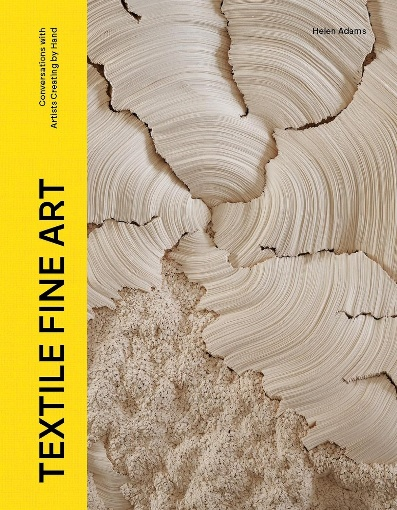 Conversations with
Artists Creating by Hand
TEXTILE FINE ART
Helen Adams